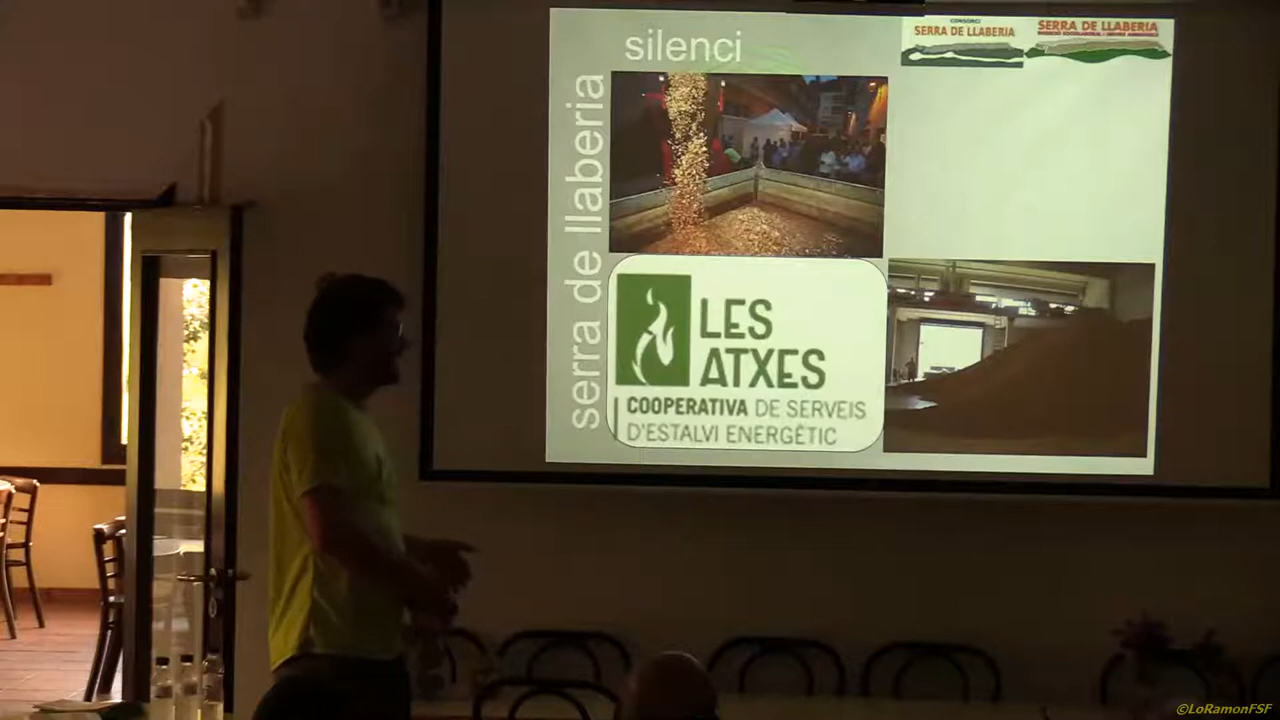 silenci
serra de llaberia
CONSORCI
SERRA DE LLABERIA
SERRA DE LLABERIA
LES
ATXES
COOPERATIVA DE SERVEIS
D'ESTALVI ENERGÈTIC
©LoRamonFSF